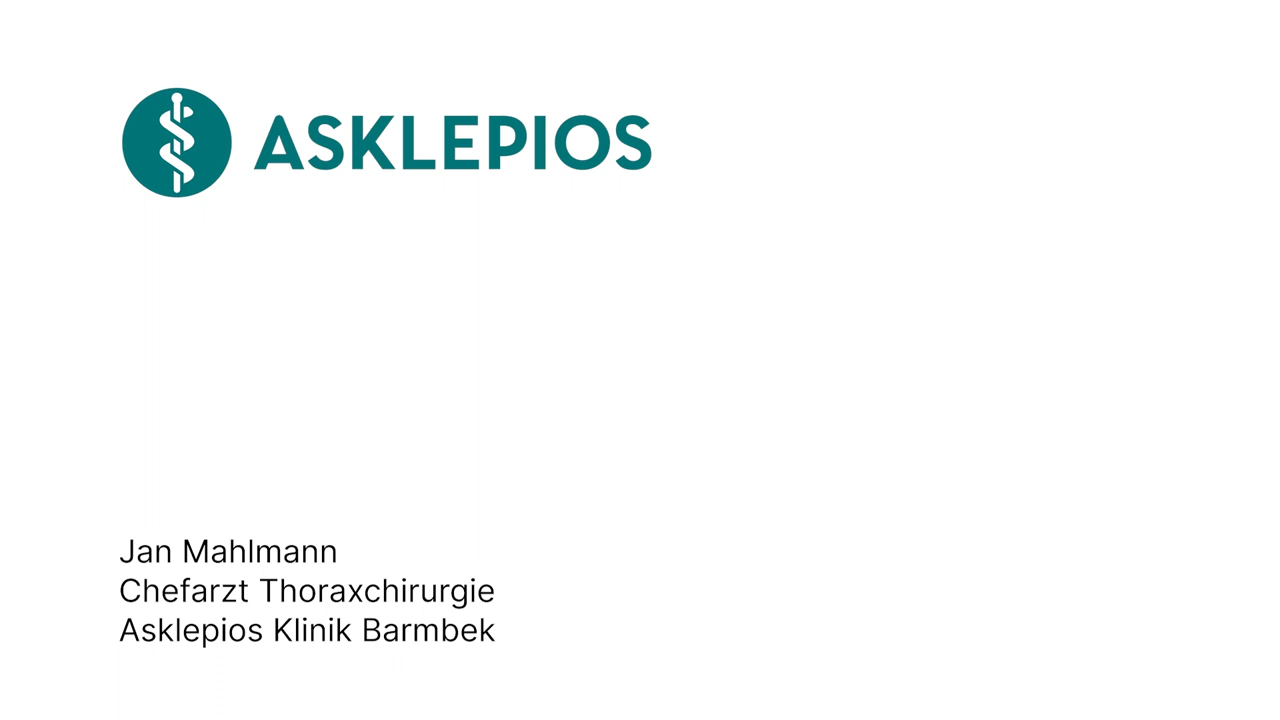 ASKLEPIOS
Jan Mahlmann
Chefarzt Thoraxchirurgie
Asklepios Klinik Barmbek